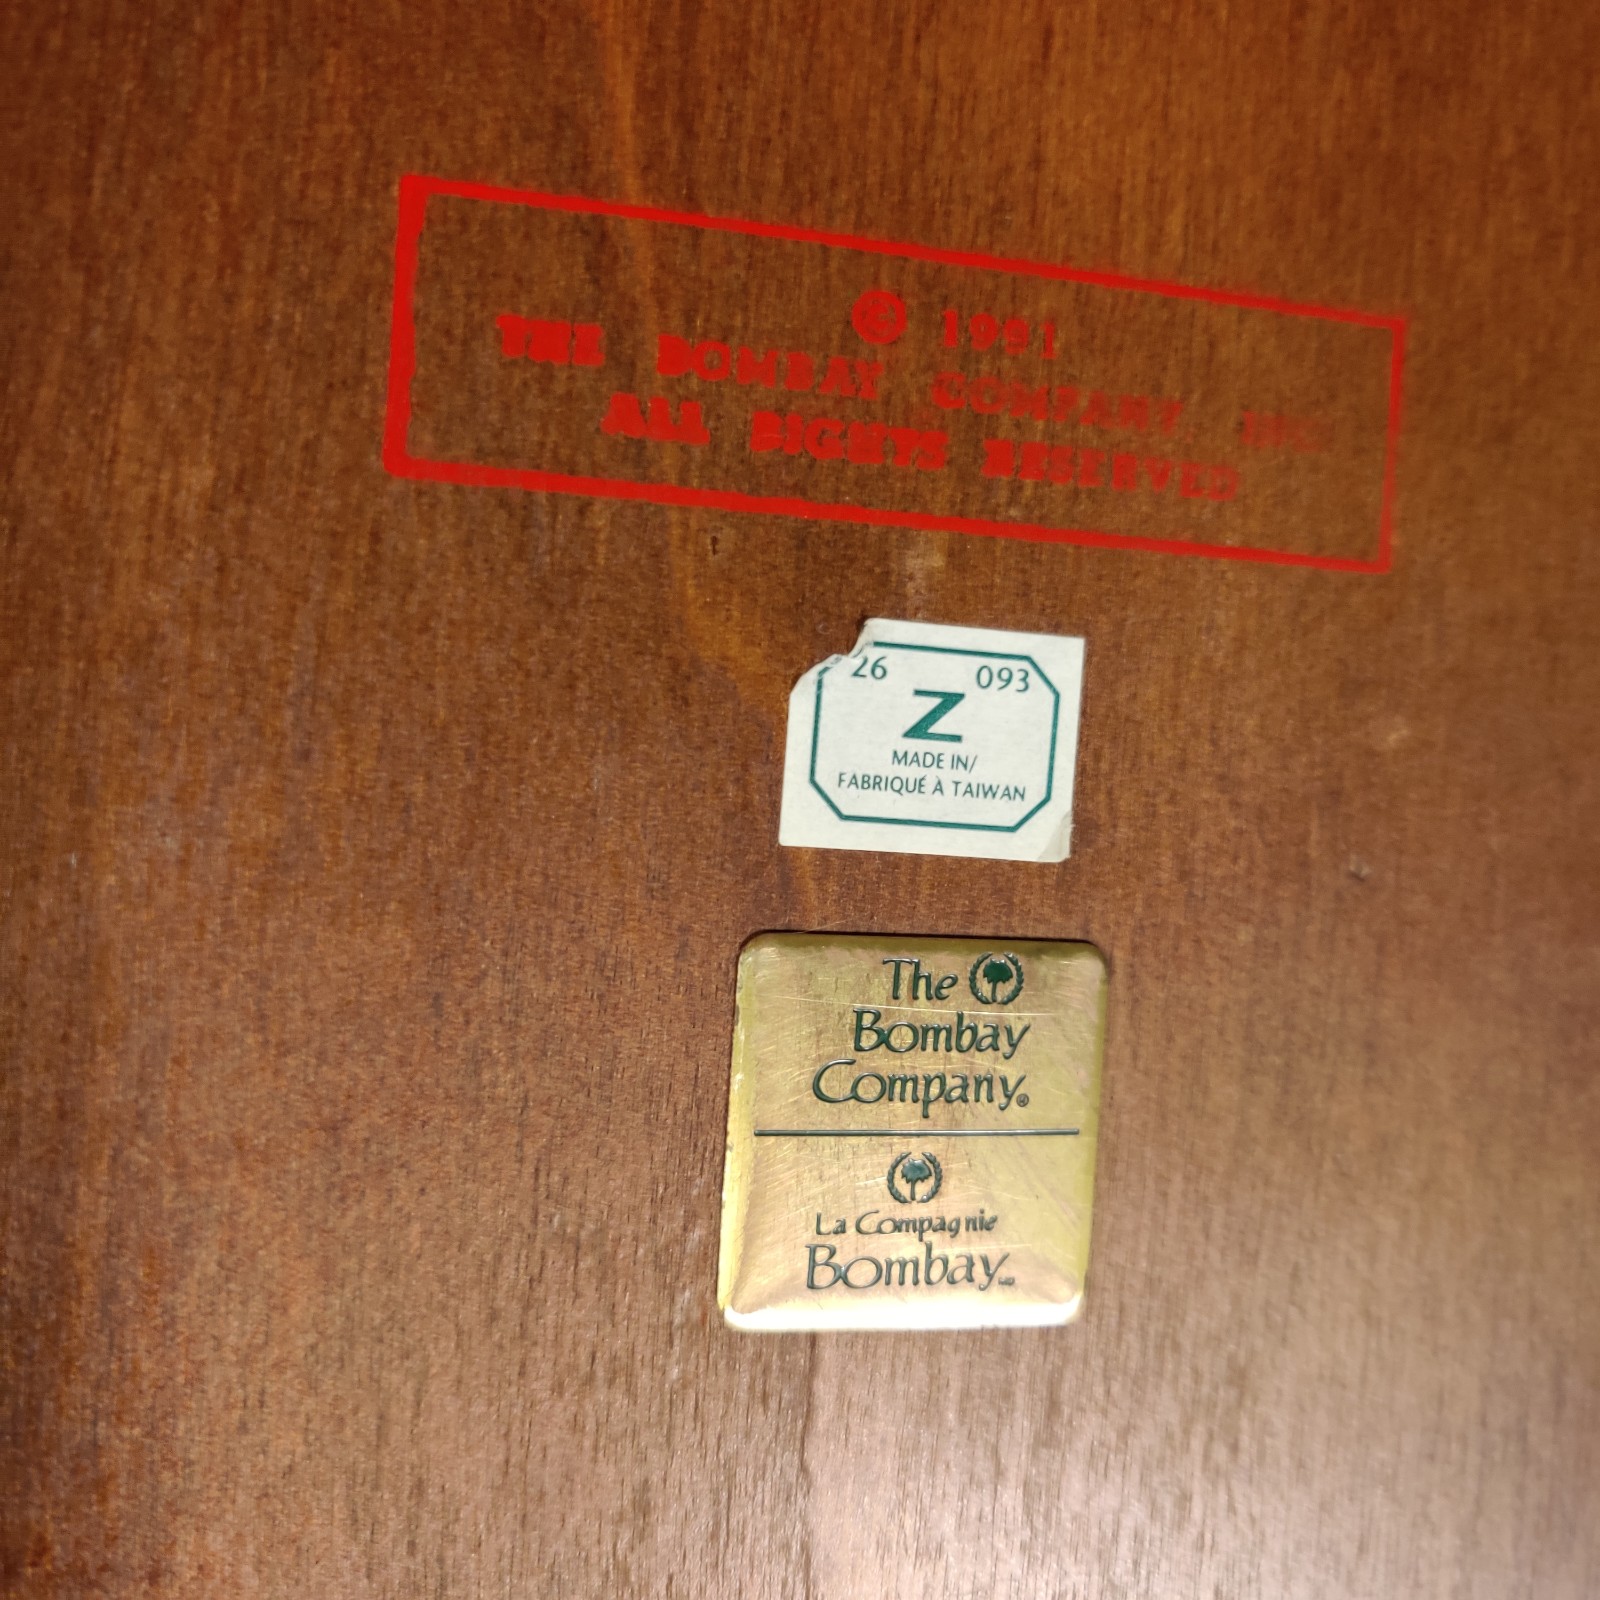 © 1991
THE BOMBAY COMPANY, INC.
ALL RIGHTS RESERVED
26 093
Z
MADE IN/
FABRIQUÉ À TAIWAN
The
Bombay
Company®
La Compagnie
Bombay